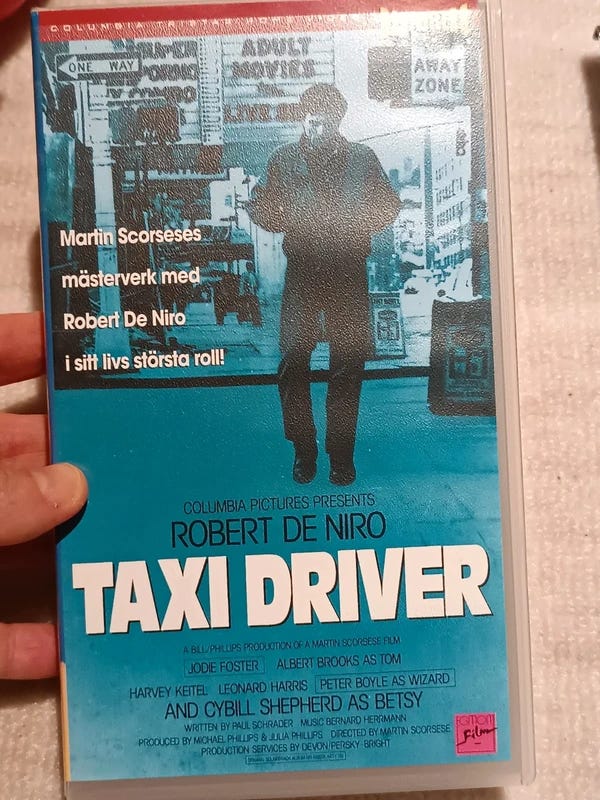 ONE WAY
ADULT
MOVIES
LIVE
AWAY
ZONE
Martin Scorseses
mästerverk med
Robert De Niro
i sitt livs största roll!
COLUMBIA PICTURES PRESENTS
ROBERT DE NIRO
TAXI DRIVER
A BILL/PHILLIPS PRODUCTION OF A MARTIN SCORSESE FILM
JODIE FOSTER ALBERT BROOKS AS TOM
HARVEY KEITEL LEONARD HARRIS PETER BOYLE AS WIZARD
AND CYBILL SHEPHERD AS BETSY
WRITTEN BY PAUL SCHRADER MUSIC BERNARD HERRMANN
PRODUCED BY MICHAEL PHILLIPS & JULIA PHILLIPS DIRECTED BY MARTIN SCORSESE
PRODUCTION SERVICES BY DEVON/PERSKY-BRIGHT
Film